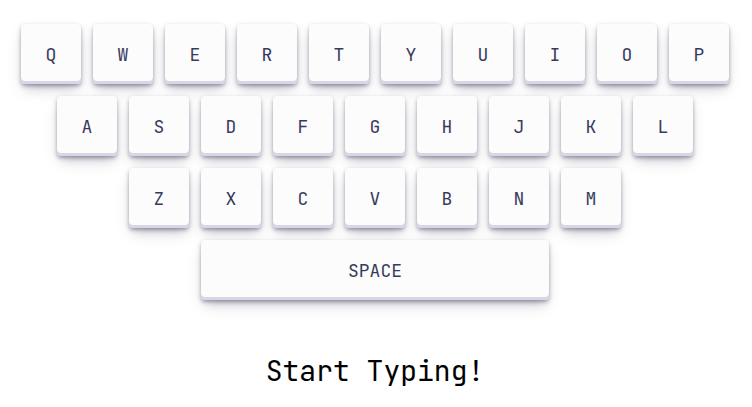 Q W E R T Y U I O P
A S D F G H J K L
Z X C V B N M
SPACE
Start Typing!